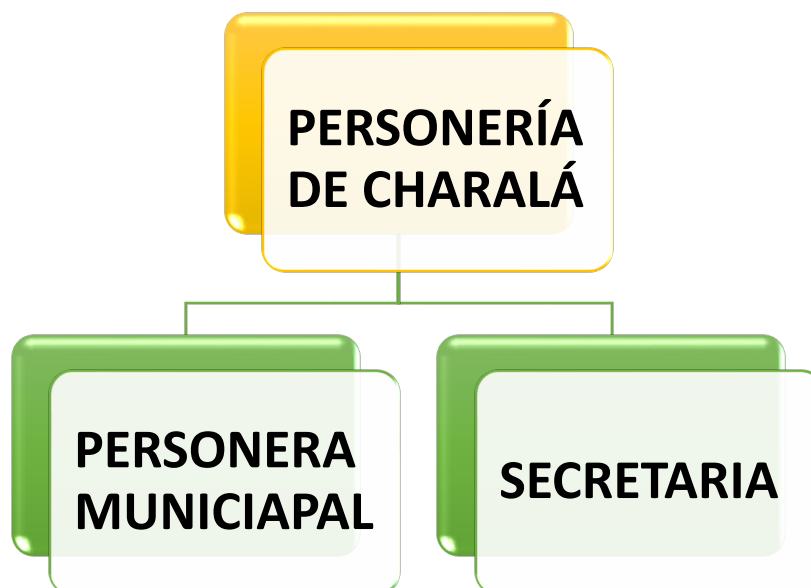 PERSONERÍA
DE CHARALÁ
PERSONERA
MUNICIAPAL
SECRETARIA